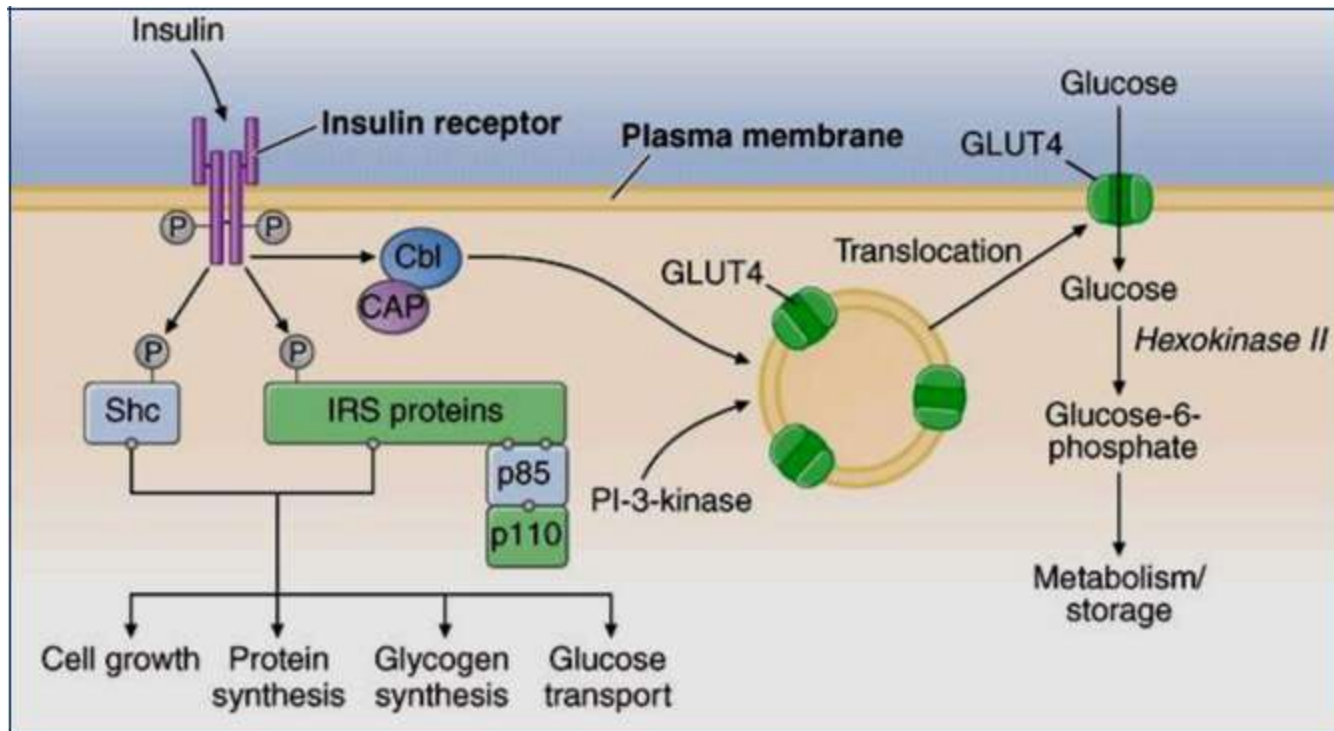 Insulin
Insulin receptor
Plasma membrane
Glucose
GLUT4
P
P
Cbl
CAP
GLUT4
Translocation
Glucose
Hexokinase II
P
P
Shc
IRS proteins
p85
p110
PI-3-kinase
Glucose-6-
phosphate
Metabolism/
storage
Cell growth
Protein
synthesis
Glycogen
synthesis
Glucose
transport